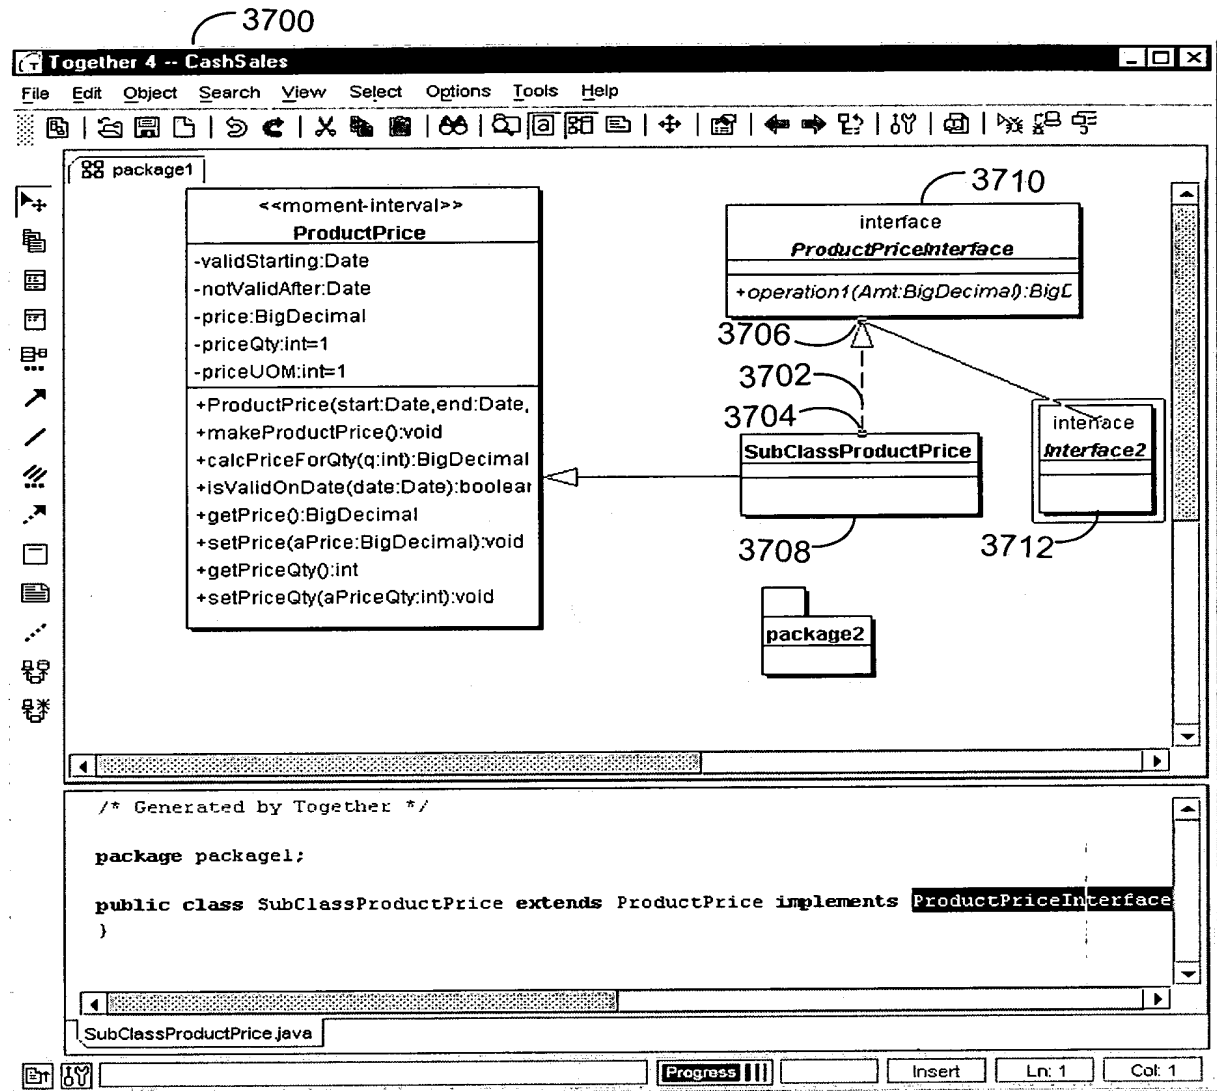 3700
Together 4 -- CashSales
File Edit Object Search View Select Options Tools Help
package1
<<moment-interval>>
ProductPrice
-validStarting:Date
-notValidAfter:Date
-price:BigDecimal
-priceQty:int=1
-priceUOM:int=1
+ProductPrice(start:Date,end:Date,
+makeProductPrice():void
+calcPriceForQty(q:int):BigDecimal
+isValidOnDate(date:Date):boolean
+getPrice():BigDecimal
+setPrice(aPrice:BigDecimal):void
+getPriceQty():int
+setPriceQty(aPriceQty:int):void
3710
interface
ProductPriceInterface
+operation1(Amt:BigDecimal):BigD
3706
3702
3704
SubClassProductPrice
3708
interface
Interface2
3712
package2
/* Generated by Together */
package package1;
public class SubClassProductPrice extends ProductPrice implements ProductPriceInterface
}
SubClassProductPrice.java
Progress
Insert
Ln: 1
Col: 1